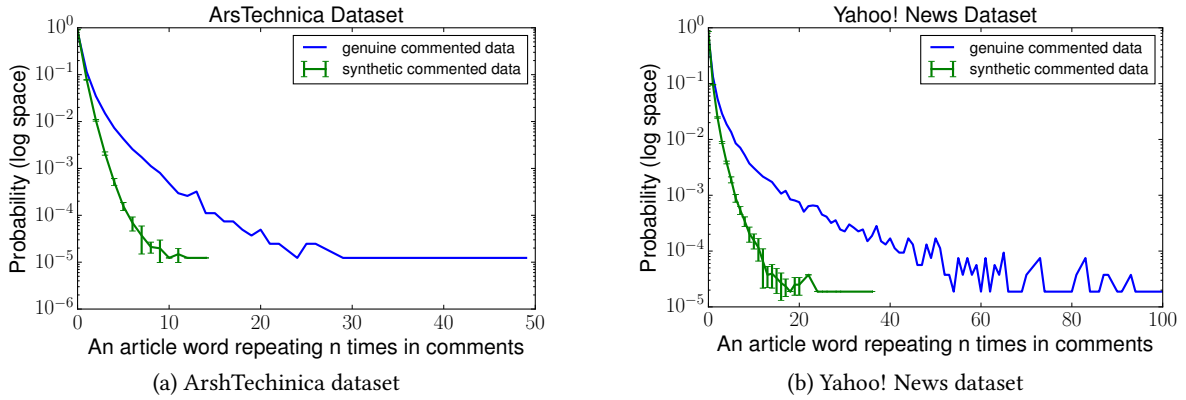 ArsTechnica Dataset
10^0
10^-1
10^-2
10^-3
10^-4
10^-5
10^-6
Probability (log space)
genuine commented data
synthetic commented data
0 10 20 30 40 50
An article word repeating n times in comments
(a) ArshTechinica dataset
Yahoo! News Dataset
10^0
10^-1
10^-2
10^-3
10^-4
10^-5
Probability (log space)
genuine commented data
synthetic commented data
0 20 40 60 80 100
An article word repeating n times in comments
(b) Yahoo! News dataset